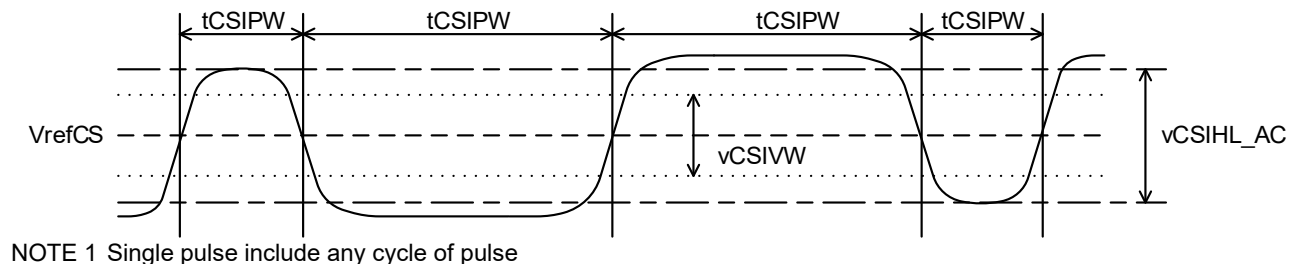 tCSIPW tCSIPW tCSIPW tCSIPW
VrefCS
vCSIVW
vCSIHL_AC
NOTE 1 Single pulse include any cycle of pulse